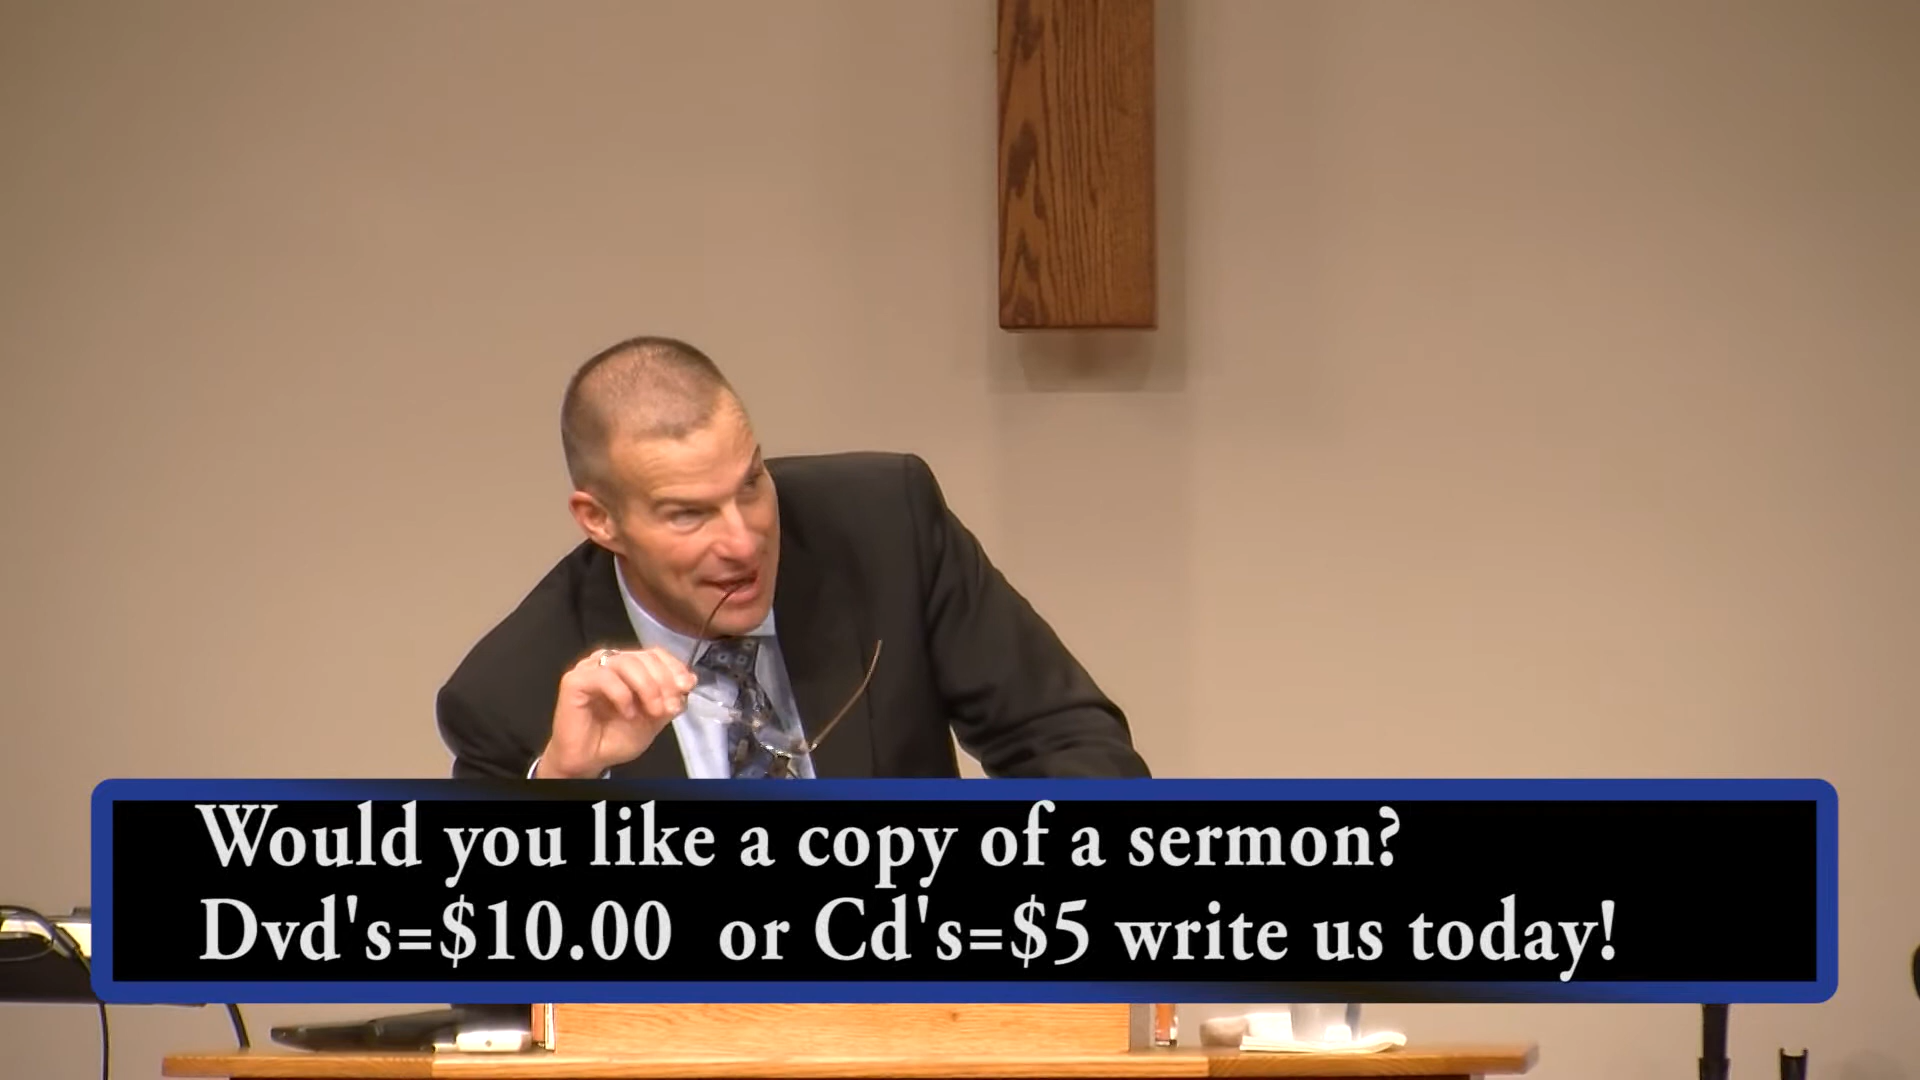 Would you like a copy of a sermon?
Dvd's=$10.00 or Cd's=$5 write us today!